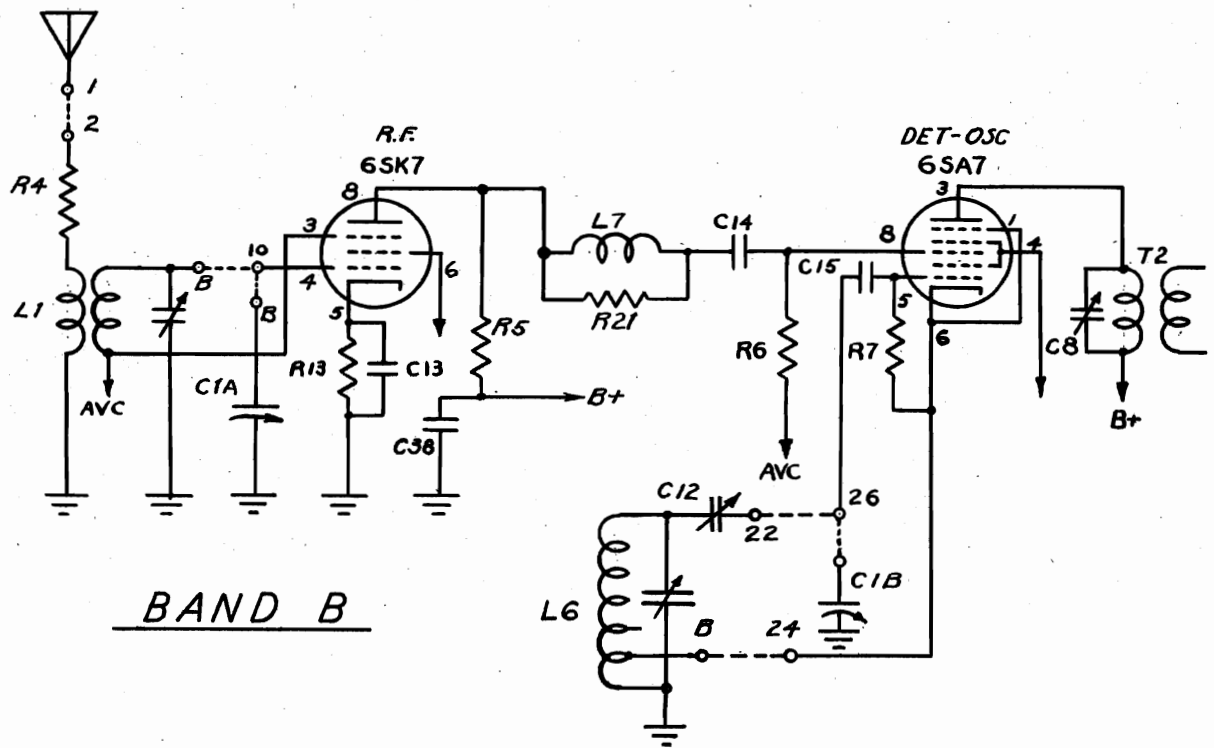 1
2
R4
L1
AVC
B
10
B
C1A
R.F.
6SK7
8
3
4
6
5
R13
C13
R5
C38
B+
L7
R21
C14
R6
AVC
DET-OSC
6SA7
3
1
8
4
C15
5
6
R7
T2
C8
B+
C12
22
26
C1B
L6
B
24
BAND B